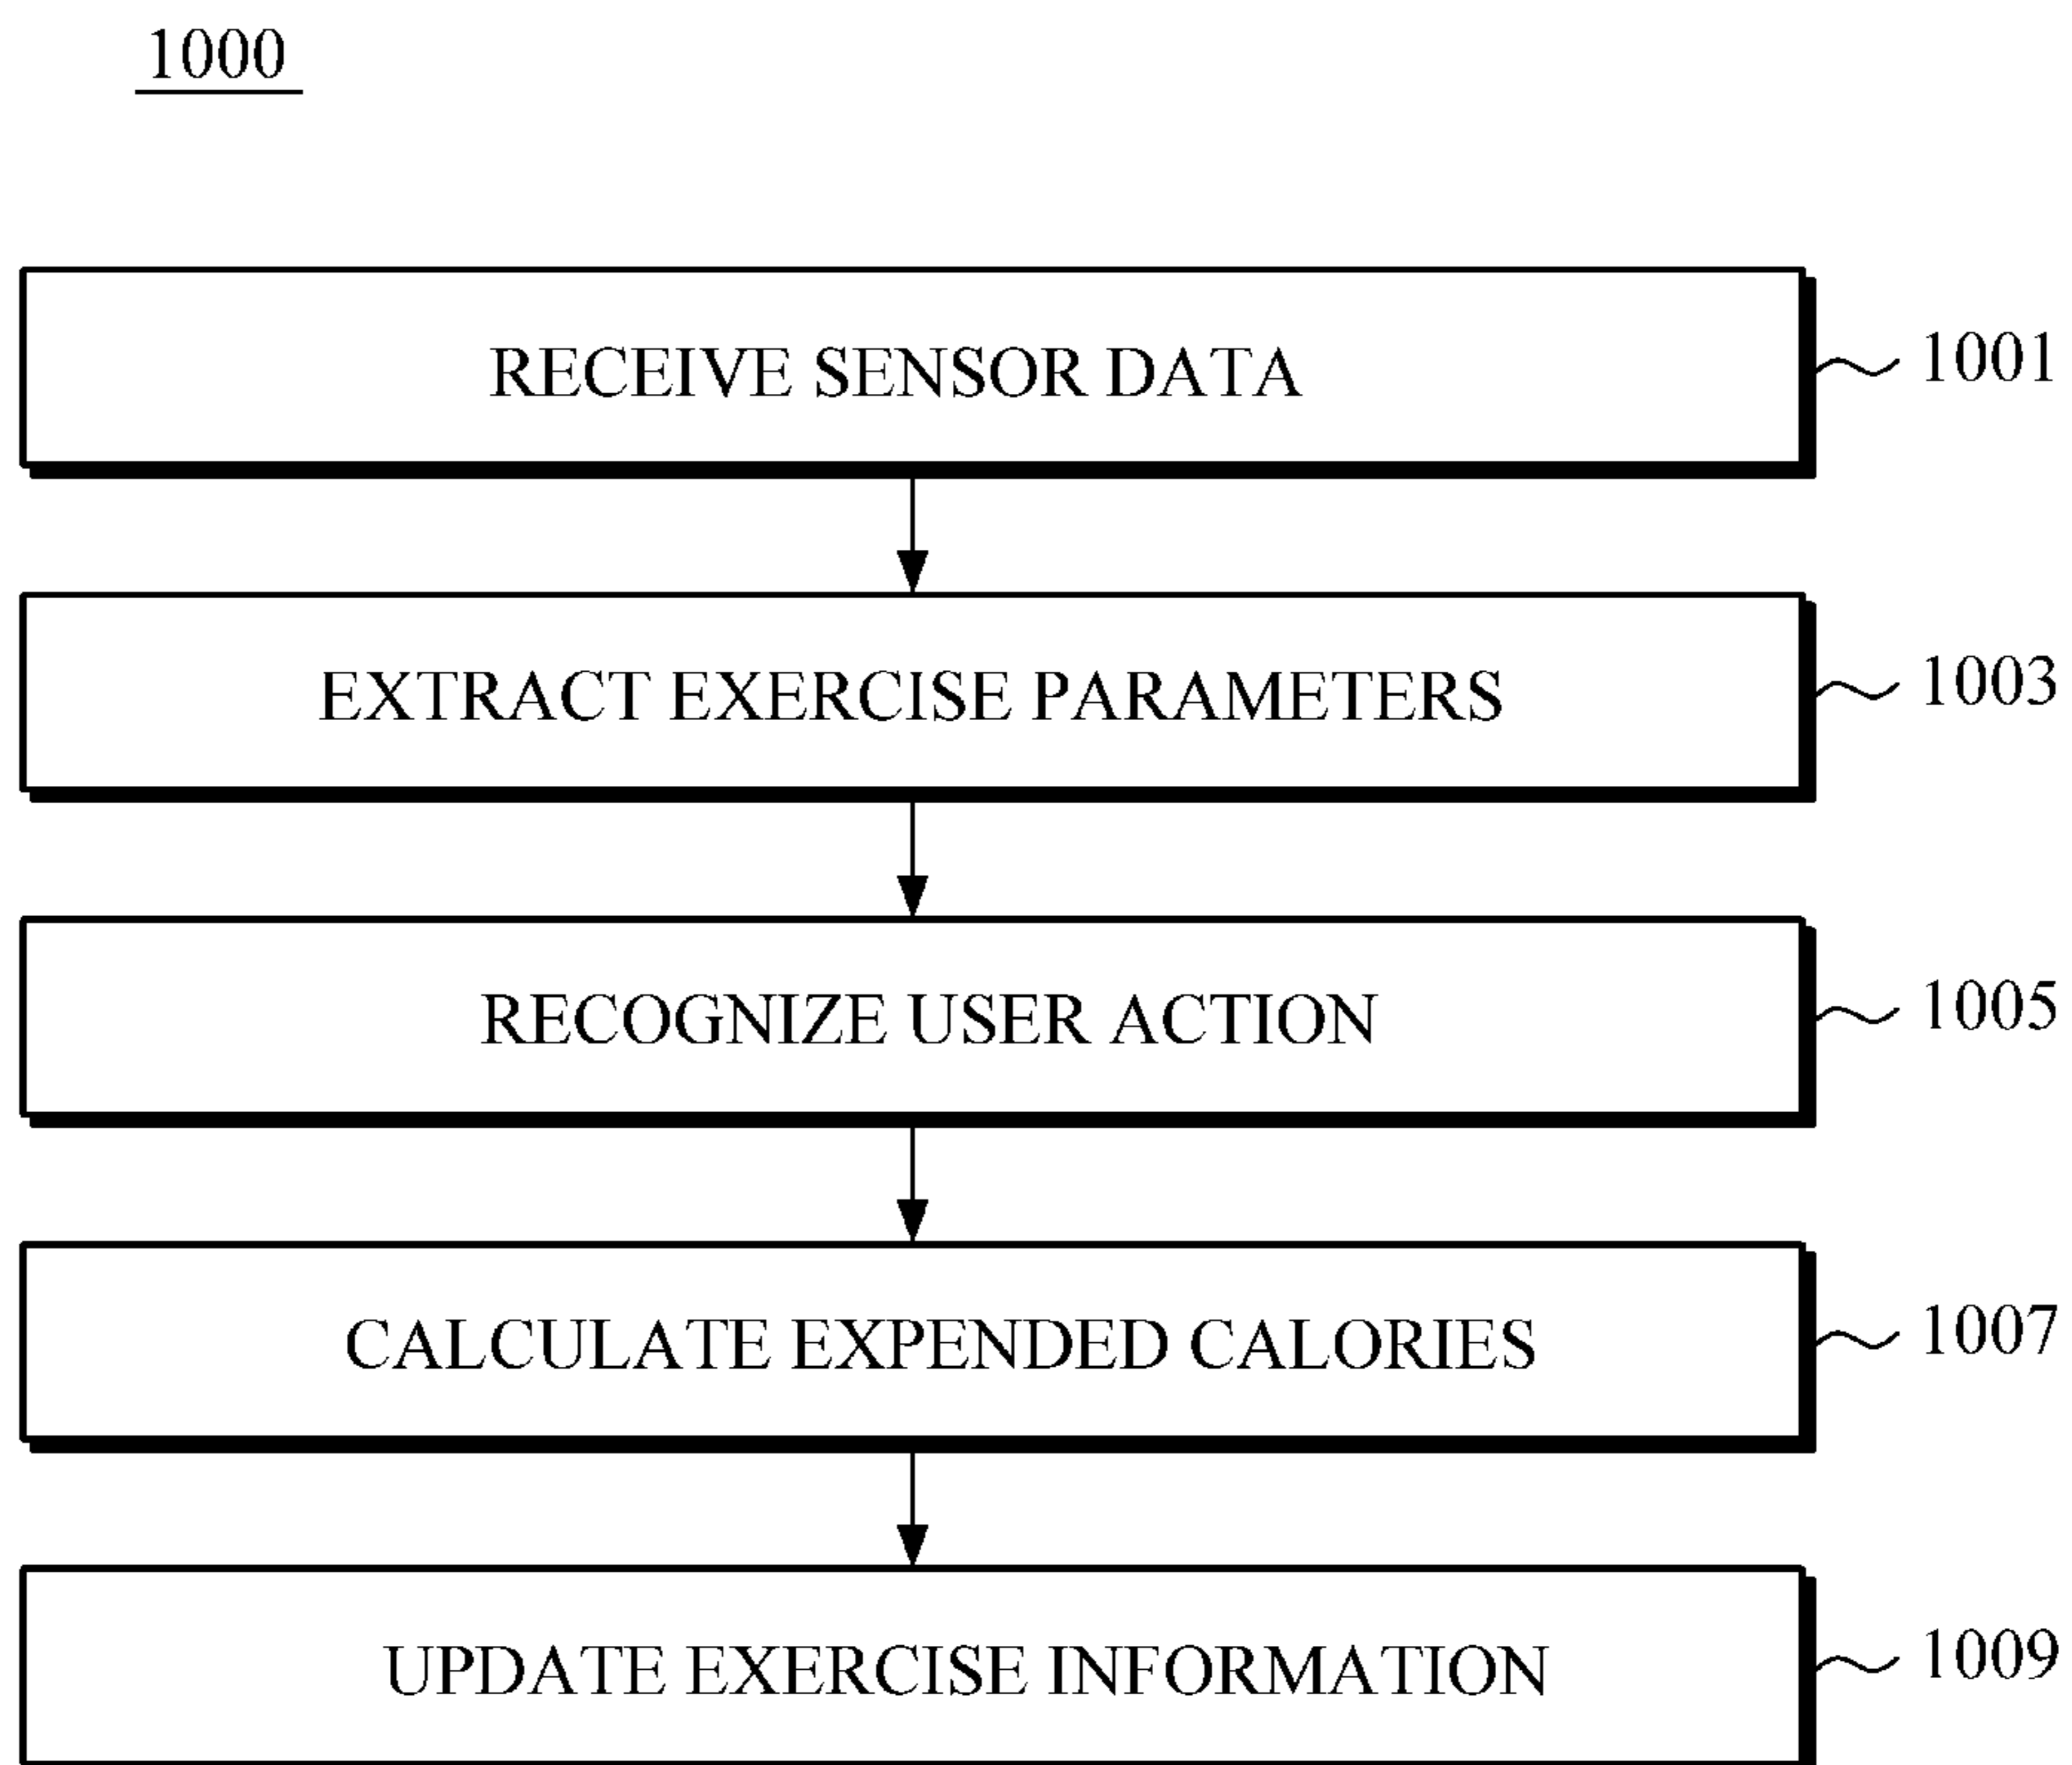 1000
RECEIVE SENSOR DATA
1001
EXTRACT EXERCISE PARAMETERS
1003
RECOGNIZE USER ACTION
1005
CALCULATE EXPENDED CALORIES
1007
UPDATE EXERCISE INFORMATION
1009